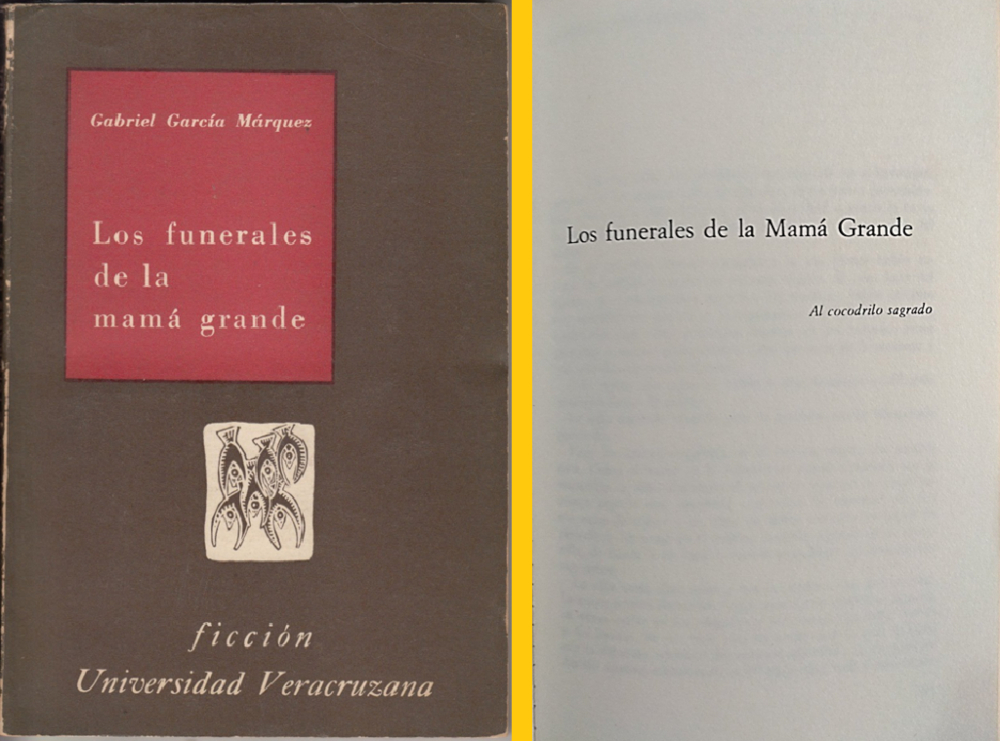 Gabriel García Márquez
Los funerales
de la
mamá grande
ficción
Universidad Veracruzana
Los funerales de la Mamá Grande
Al cocodrilo sagrado